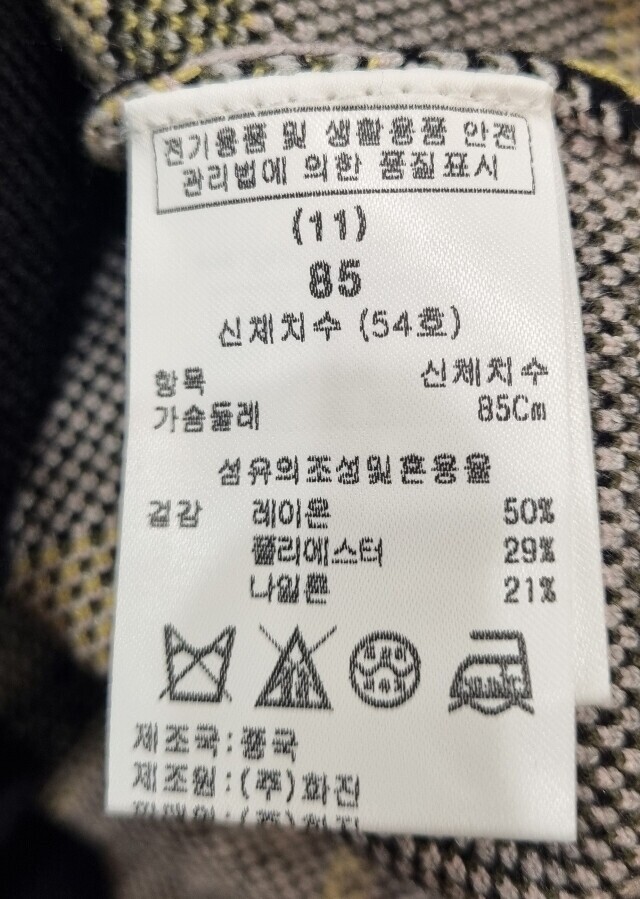 전기용품 및 생활용품 안전
관리법에 의한 품질표시
(11)
85
신체치수 (54호)
항목 신체치수
가슴둘레 85Cm
섬유의조성및혼용율
겉감 레이온 50%
폴리에스터 29%
나일론 21%
제조국:중국
제조원:(주)화진